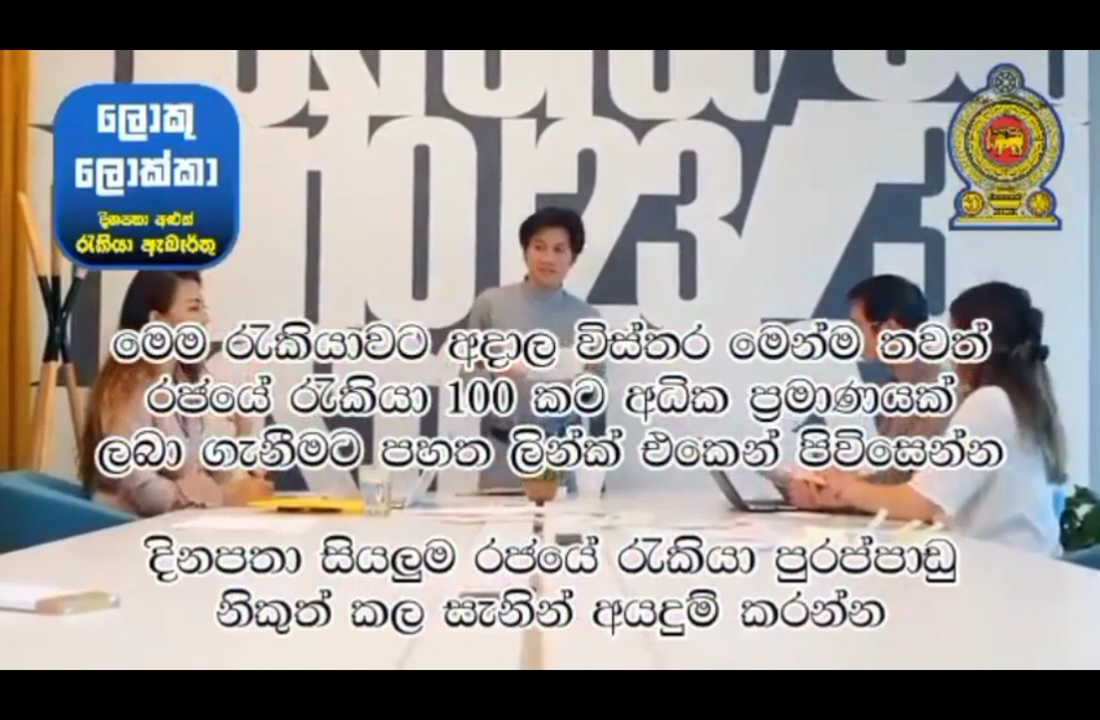 ලොකු
ලොක්කා
දිනපතා අළුත්
රැකියා ඇබෑර්තු
මෙම රැකියාවට අදාල විස්තර මෙන්ම තවත්
රජයේ රැකියා 100 කට අධික ප්‍රමාණයක්
ලබා ගැනීමට පහත ලින්ක් එකෙන් පිවිසෙන්න
දිනපතා සියලුම රජයේ රැකියා පුරප්පාඩු
නිකුත් කල සැනින් අයදුම් කරන්න